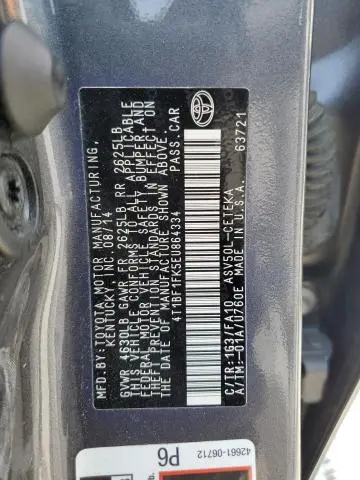 MFD.BY:TOYOTA MOTOR MANUFACTURING,
KENTUCKY, INC. 08/14
GVWR 4630LB GAWR FR 2625LB RR 2625LB
THIS VEHICLE CONFORMS TO ALL APPLICABLE
FEDERAL MOTOR VEHICLE SAFETY, BUMPER, AND
THEFT PREVENTION STANDARDS IN EFFECT ON
THE DATE OF MANUFACTURE SHOWN ABOVE.
4T1BF1FK5EU864334 PASS.CAR
C/TR:1G3/FA10 ASV50L-CETEKA
A/TM:-01A/U760E MADE IN U.S.A. 63721
TOYOTA
42661-06712
P6